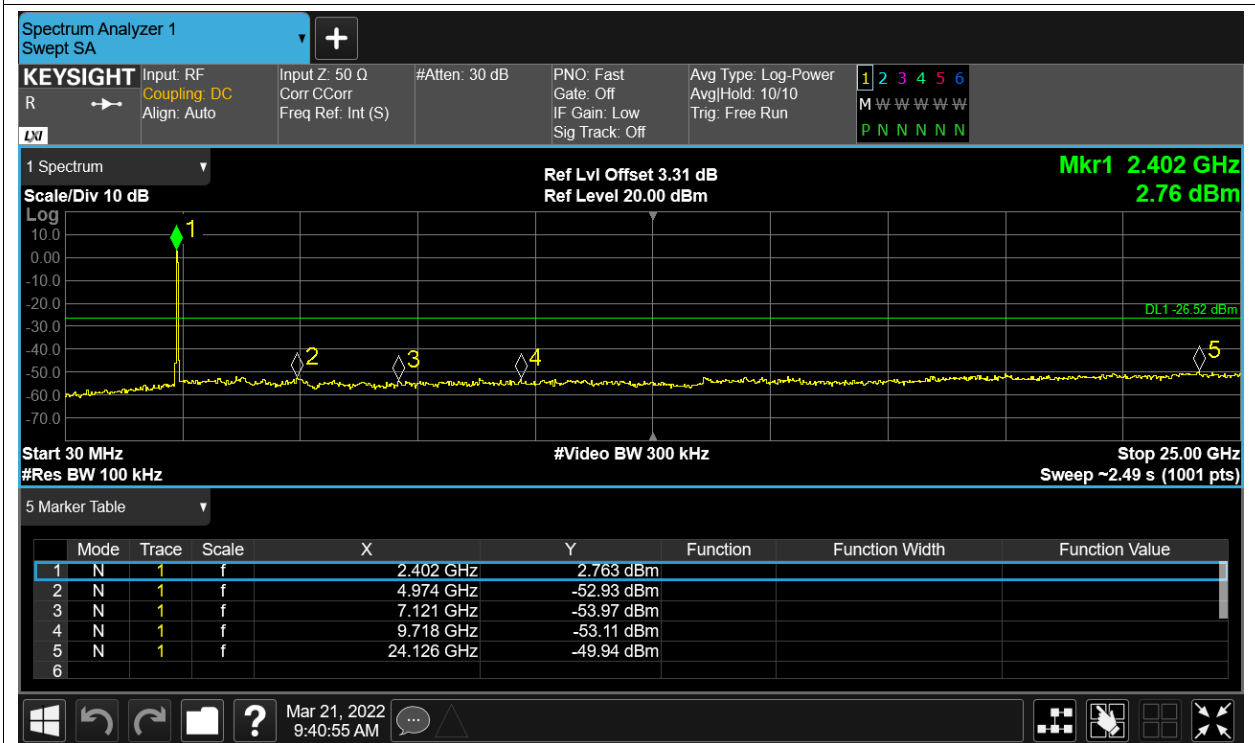 Spectrum Analyzer 1
Swept SA
+
KEYSIGHT
R
LXI
Input: RF
Coupling: DC
Align: Auto
Input Z: 50 Ω
Corr CCorr
Freq Ref: Int (S)
#Atten: 30 dB
PNO: Fast
Gate: Off
IF Gain: Low
Sig Track: Off
Avg Type: Log-Power
Avg|Hold: 10/10
Trig: Free Run
1 2 3 4 5 6
M W W W W W
P N N N N N
1 Spectrum
Scale/Div 10 dB
Ref Lvl Offset 3.31 dB
Ref Level 20.00 dBm
Mkr1 2.402 GHz
2.76 dBm
Log
10.0
0.00
-10.0
-20.0
-30.0
-40.0
-50.0
-60.0
-70.0
1
2
3
4
5
DL1 -26.52 dBm
Start 30 MHz
#Video BW 300 kHz
Stop 25.00 GHz
#Res BW 100 kHz
Sweep ~2.49 s (1001 pts)
5 Marker Table
Mode Trace Scale X Y Function Function Width Function Value
1 N 1 f 2.402 GHz 2.763 dBm
2 N 1 f 4.974 GHz -52.93 dBm
3 N 1 f 7.121 GHz -53.97 dBm
4 N 1 f 9.718 GHz -53.11 dBm
5 N 1 f 24.126 GHz -49.94 dBm
6
?
Mar 21, 2022
9:40:55 AM